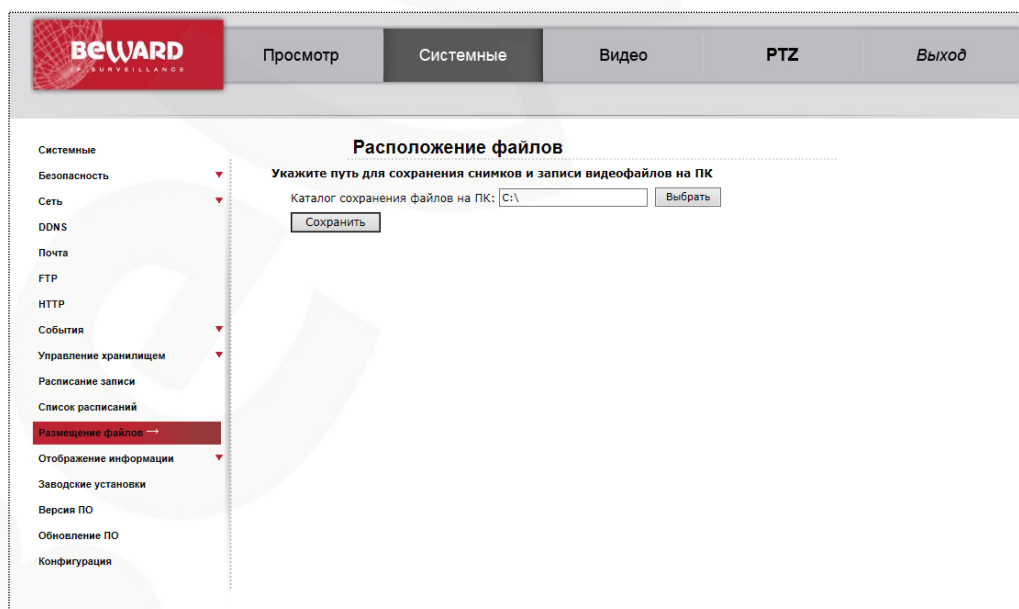 BEWARD
IP SURVEILLANCE
Просмотр
Системные
Видео
PTZ
Выход
Системные
Безопасность
Сеть
DDNS
Почта
FTP
HTTP
События
Управление хранилищем
Расписание записи
Список расписаний
Размещение файлов →
Отображение информации
Заводские установки
Версия ПО
Обновление ПО
Конфигурация
Расположение файлов
Укажите путь для сохранения снимков и записи видеофайлов на ПК
Каталог сохранения файлов на ПК: C:\ Выбрать
Сохранить